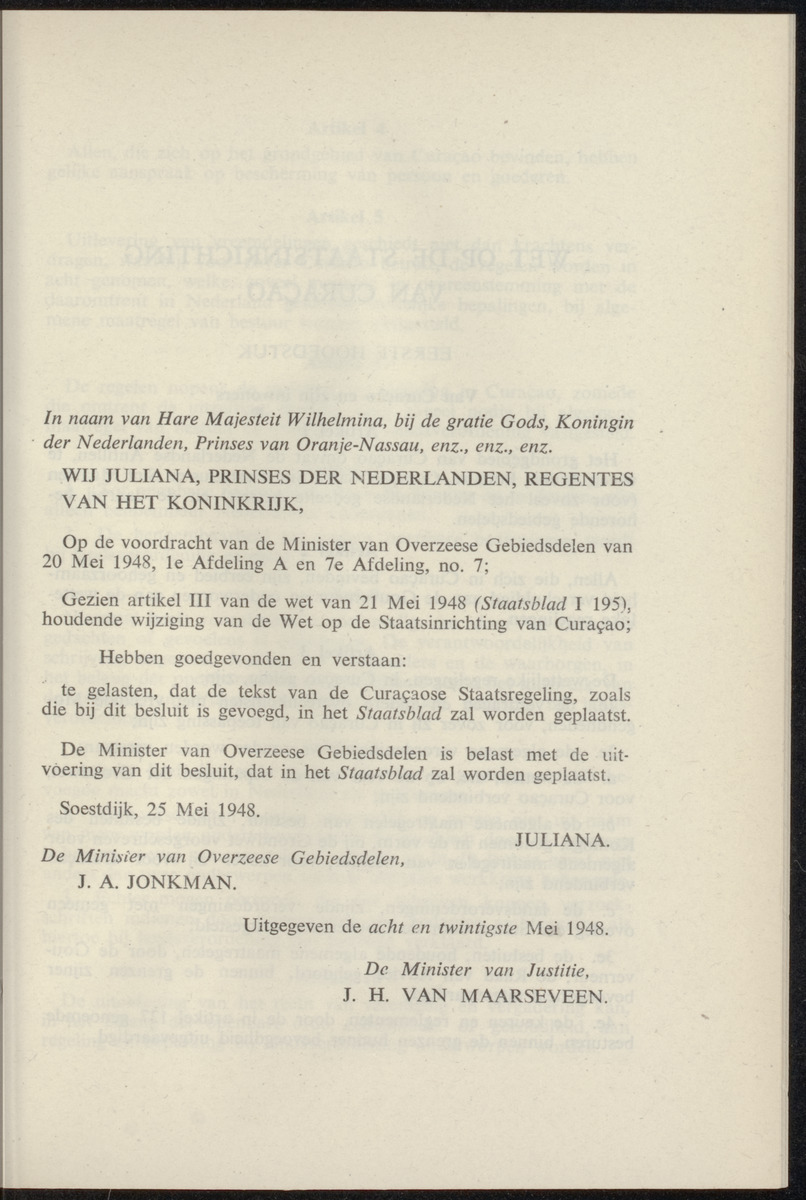 In naam van Hare Majesteit Wilhelmina, bij de gratie Gods, Koningin
der Nederlanden, Prinses van Oranje-Nassau, enz., enz., enz.
WIJ JULIANA, PRINSES DER NEDERLANDEN, REGENTES
VAN HET KONINKRIJK,
Op de voordracht van de Minister van Overzeese Gebiedsdelen van
20 Mei 1948, 1e Afdeling A en 7e Afdeling, no. 7;
Gezien artikel III van de wet van 21 Mei 1948 (Staatsblad I 195),
houdende wijziging van de Wet op de Staatsinrichting van Curaçao;
Hebben goedgevonden en verstaan:
te gelasten, dat de tekst van de Curaçaose Staatsregeling, zoals
die bij dit besluit is gevoegd, in het Staatsblad zal worden geplaatst.
De Minister van Overzeese Gebiedsdelen is belast met de uit-
voering van dit besluit, dat in het Staatsblad zal worden geplaatst.
Soestdijk, 25 Mei 1948.
JULIANA.
De Minister van Overzeese Gebiedsdelen,
J. A. JONKMAN.
Uitgegeven de acht en twintigste Mei 1948.
De Minister van Justitie,
J. H. VAN MAARSEVEEN.